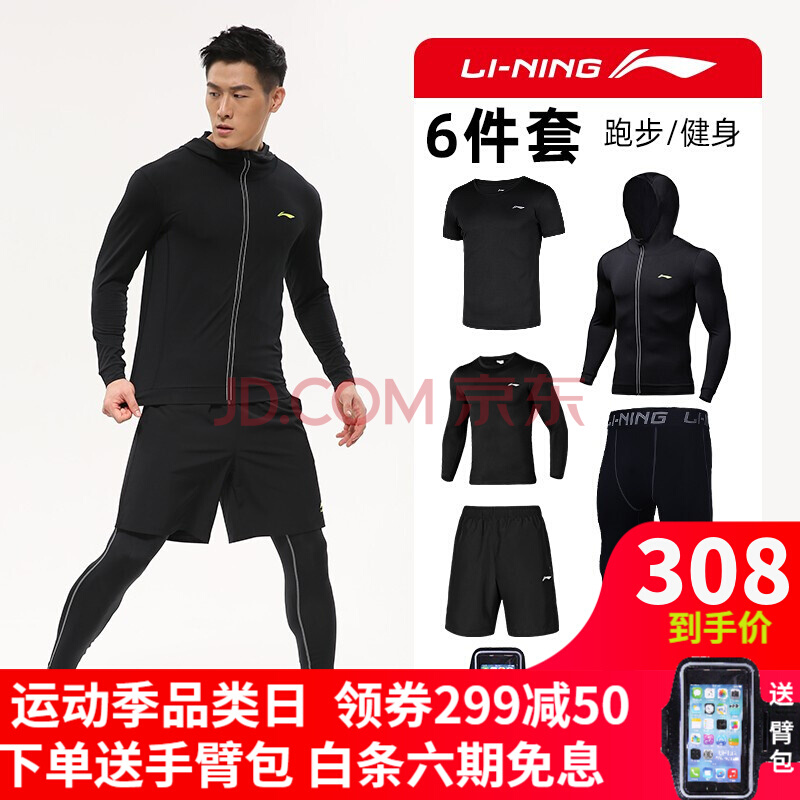 LI-NING
6件套 跑步/健身
JD.COM 京东
LI-NING LI-NING
308
到手价
运动季品类日 领券299减50
下单送手臂包 白条六期免息
送臂包